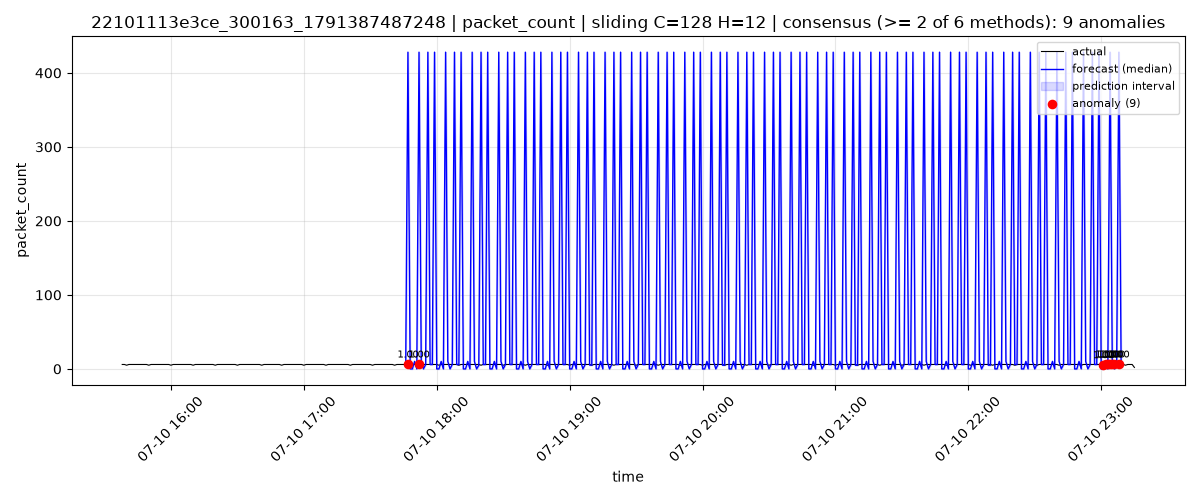 22101113e3ce_300163_1791387487248 | packet_count | sliding C=128 H=12 | consensus (>= 2 of 6 methods): 9 anomalies
actual
forecast (median)
prediction interval
anomaly (9)
packet_count
400
300
200
100
0
07-10 16:00
07-10 17:00
07-10 18:00
07-10 19:00
07-10 20:00
07-10 21:00
07-10 22:00
07-10 23:00
time